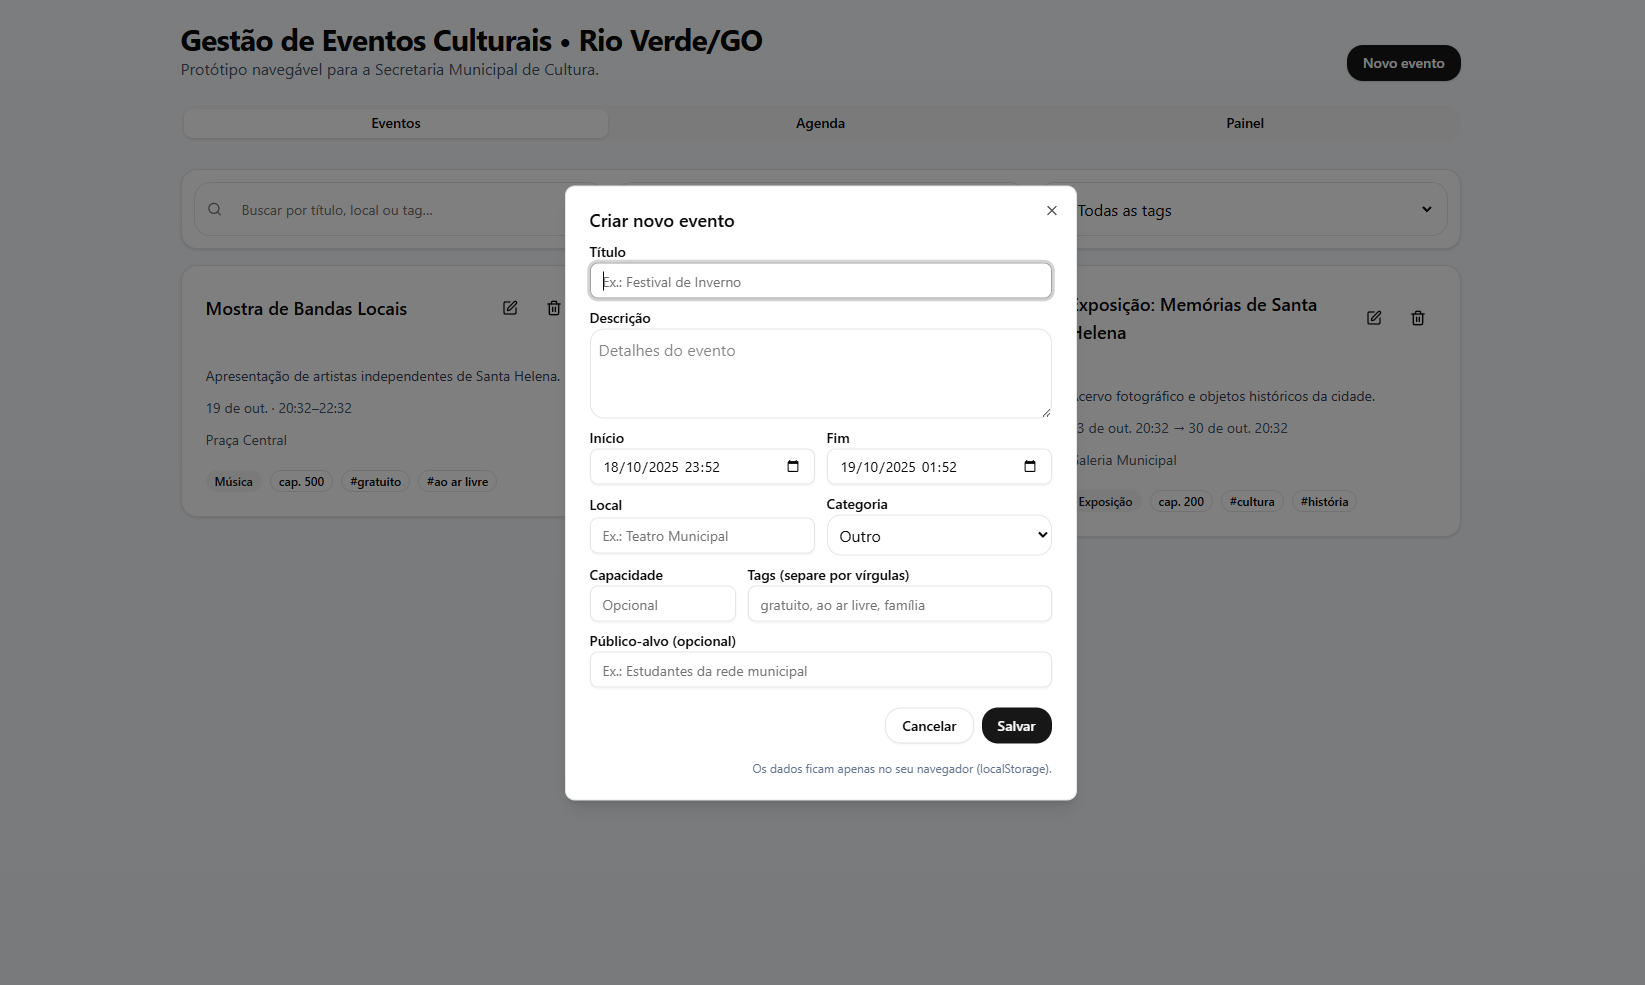 Gestão de Eventos Culturais • Rio Verde/GO
Protótipo navegável para a Secretaria Municipal de Cultura.
Novo evento
Eventos
Agenda
Painel
Buscar por título, local ou tag...
Todas as tags
Mostra de Bandas Locais
Apresentação de artistas independentes de Santa Helena.
19 de out. · 20:32–22:32
Praça Central
Música
cap. 500
#gratuito
#ao ar livre
Criar novo evento
Título
Ex.: Festival de Inverno
Descrição
Detalhes do evento
Início
Fim
18/10/2025 23:52
19/10/2025 01:52
Local
Categoria
Ex.: Teatro Municipal
Outro
Capacidade
Tags (separe por vírgulas)
Opcional
gratuito, ao ar livre, família
Público-alvo (opcional)
Ex.: Estudantes da rede municipal
Cancelar
Salvar
Os dados ficam apenas no seu navegador (localStorage).
Exposição: Memórias de Santa
Helena
fotográfico e objetos históricos da cidade.
de out. 20:32 → 30 de out. 20:32
Municipal
Exposição
cap. 200
#cultura
#história